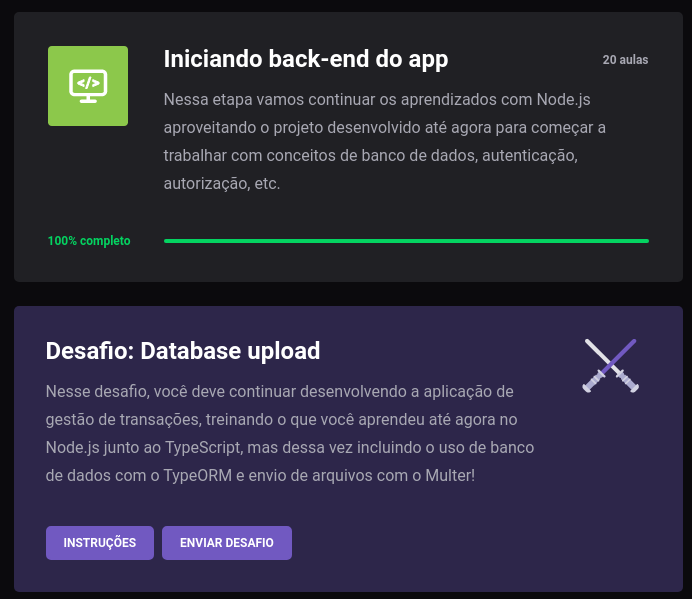 Iniciando back-end do app
20 aulas
Nessa etapa vamos continuar os aprendizados com Node.js
aproveitando o projeto desenvolvido até agora para começar a
trabalhar com conceitos de banco de dados, autenticação,
autorização, etc.
100% completo
Desafio: Database upload
Nesse desafio, você deve continuar desenvolvendo a aplicação de
gestão de transações, treinando o que você aprendeu até agora no
Node.js junto ao TypeScript, mas dessa vez incluindo o uso de banco
de dados com o TypeORM e envio de arquivos com o Multer!
INSTRUÇÕES
ENVIAR DESAFIO